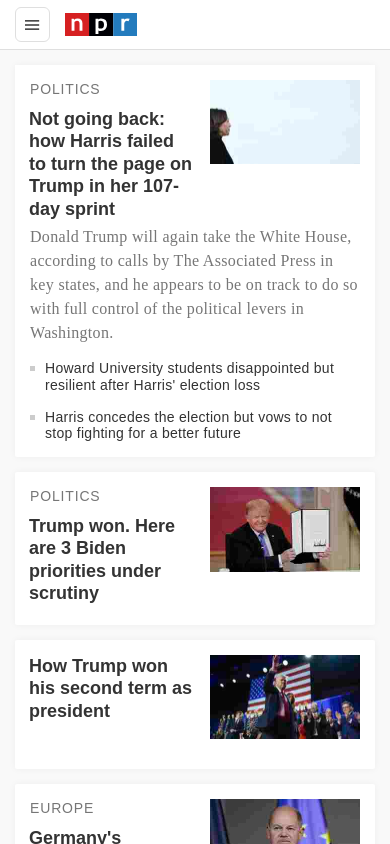 npr
POLITICS
Not going back:
how Harris failed
to turn the page on
Trump in her 107-
day sprint
Donald Trump will again take the White House,
according to calls by The Associated Press in
key states, and he appears to be on track to do so
with full control of the political levers in
Washington.
Howard University students disappointed but
resilient after Harris' election loss
Harris concedes the election but vows to not
stop fighting for a better future
POLITICS
Trump won. Here
are 3 Biden
priorities under
scrutiny
How Trump won
his second term as
president
EUROPE
Germany's